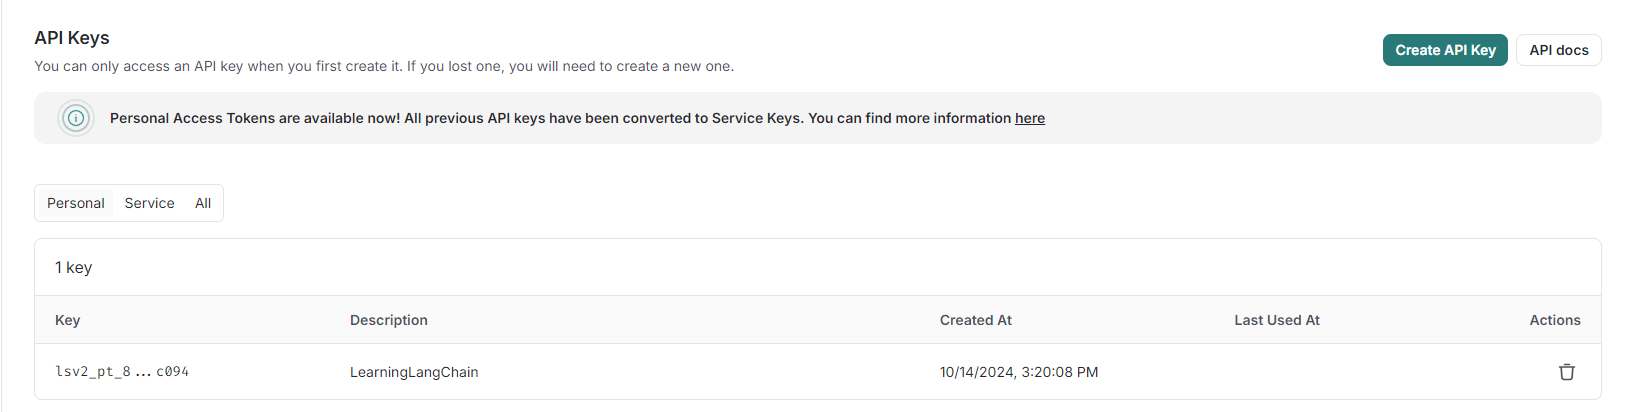 API Keys
Create API Key
API docs
You can only access an API key when you first create it. If you lost one, you will need to create a new one.
Personal Access Tokens are available now! All previous API keys have been converted to Service Keys. You can find more information here
Personal Service All
1 key
Key Description Created At Last Used At Actions
lsv2_pt_8...c094 LearningLangChain 10/14/2024, 3:20:08 PM